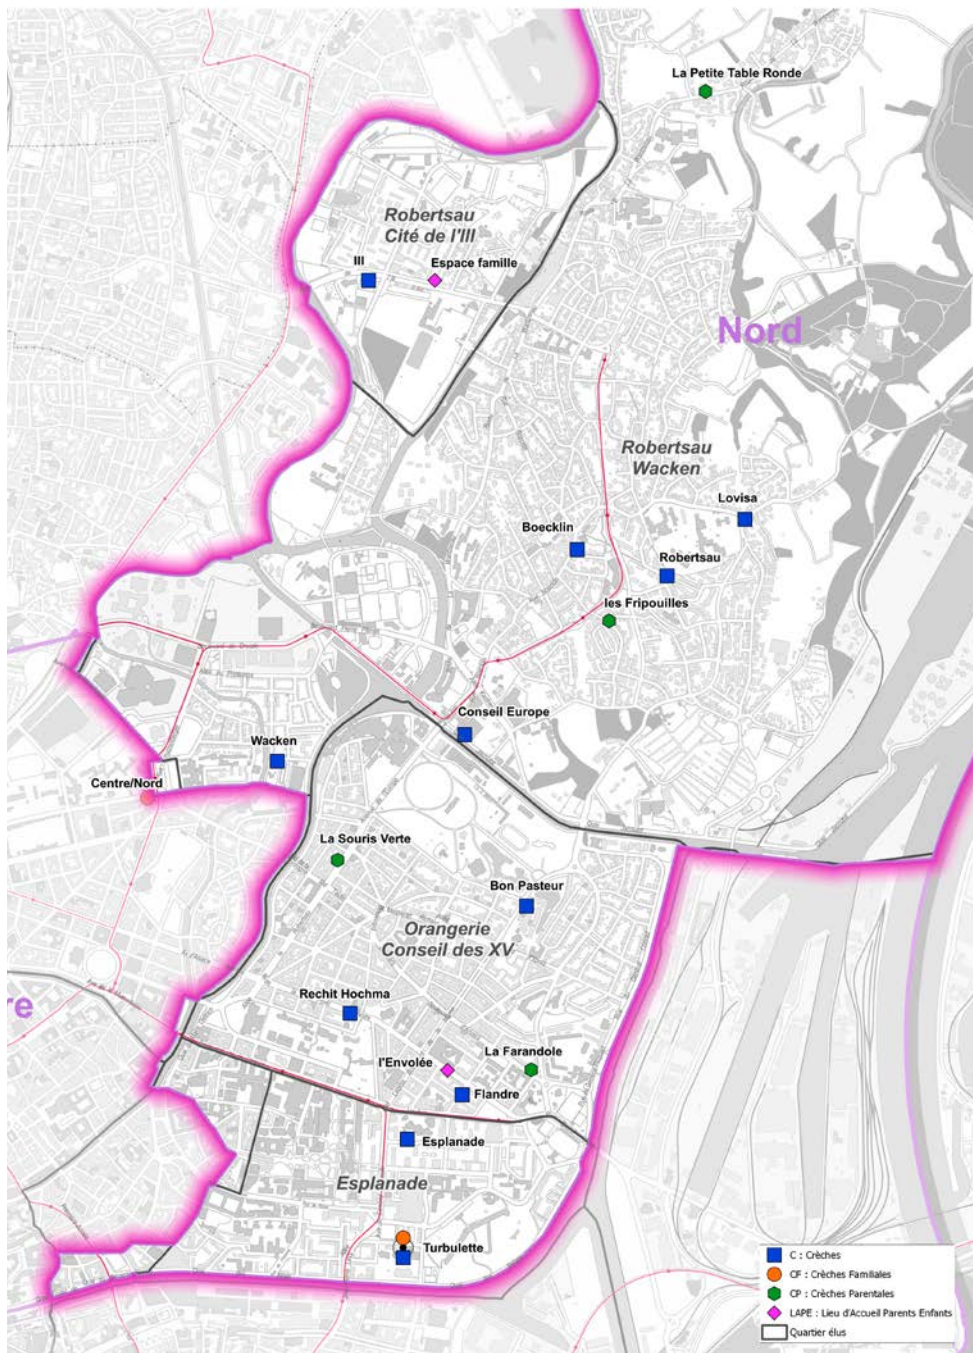 La Petite Table Ronde
Robertsau
Cité de l'Ill
Ill
Espace famille
Nord
Robertsau
Wacken
Lovisa
Boecklin
Robertsau
les Fripouilles
Conseil Europe
Wacken
Centre/Nord
La Souris Verte
Bon Pasteur
Orangerie
Conseil des XV
Rechit Hochma
re
l'Envolée
La Farandole
Flandre
Esplanade
Esplanade
Turbulette
C : Crèches
CF : Crèches Familiales
CP : Crèches Parentales
LAPE : Lieu d'Accueil Parents Enfants
Quartier élus